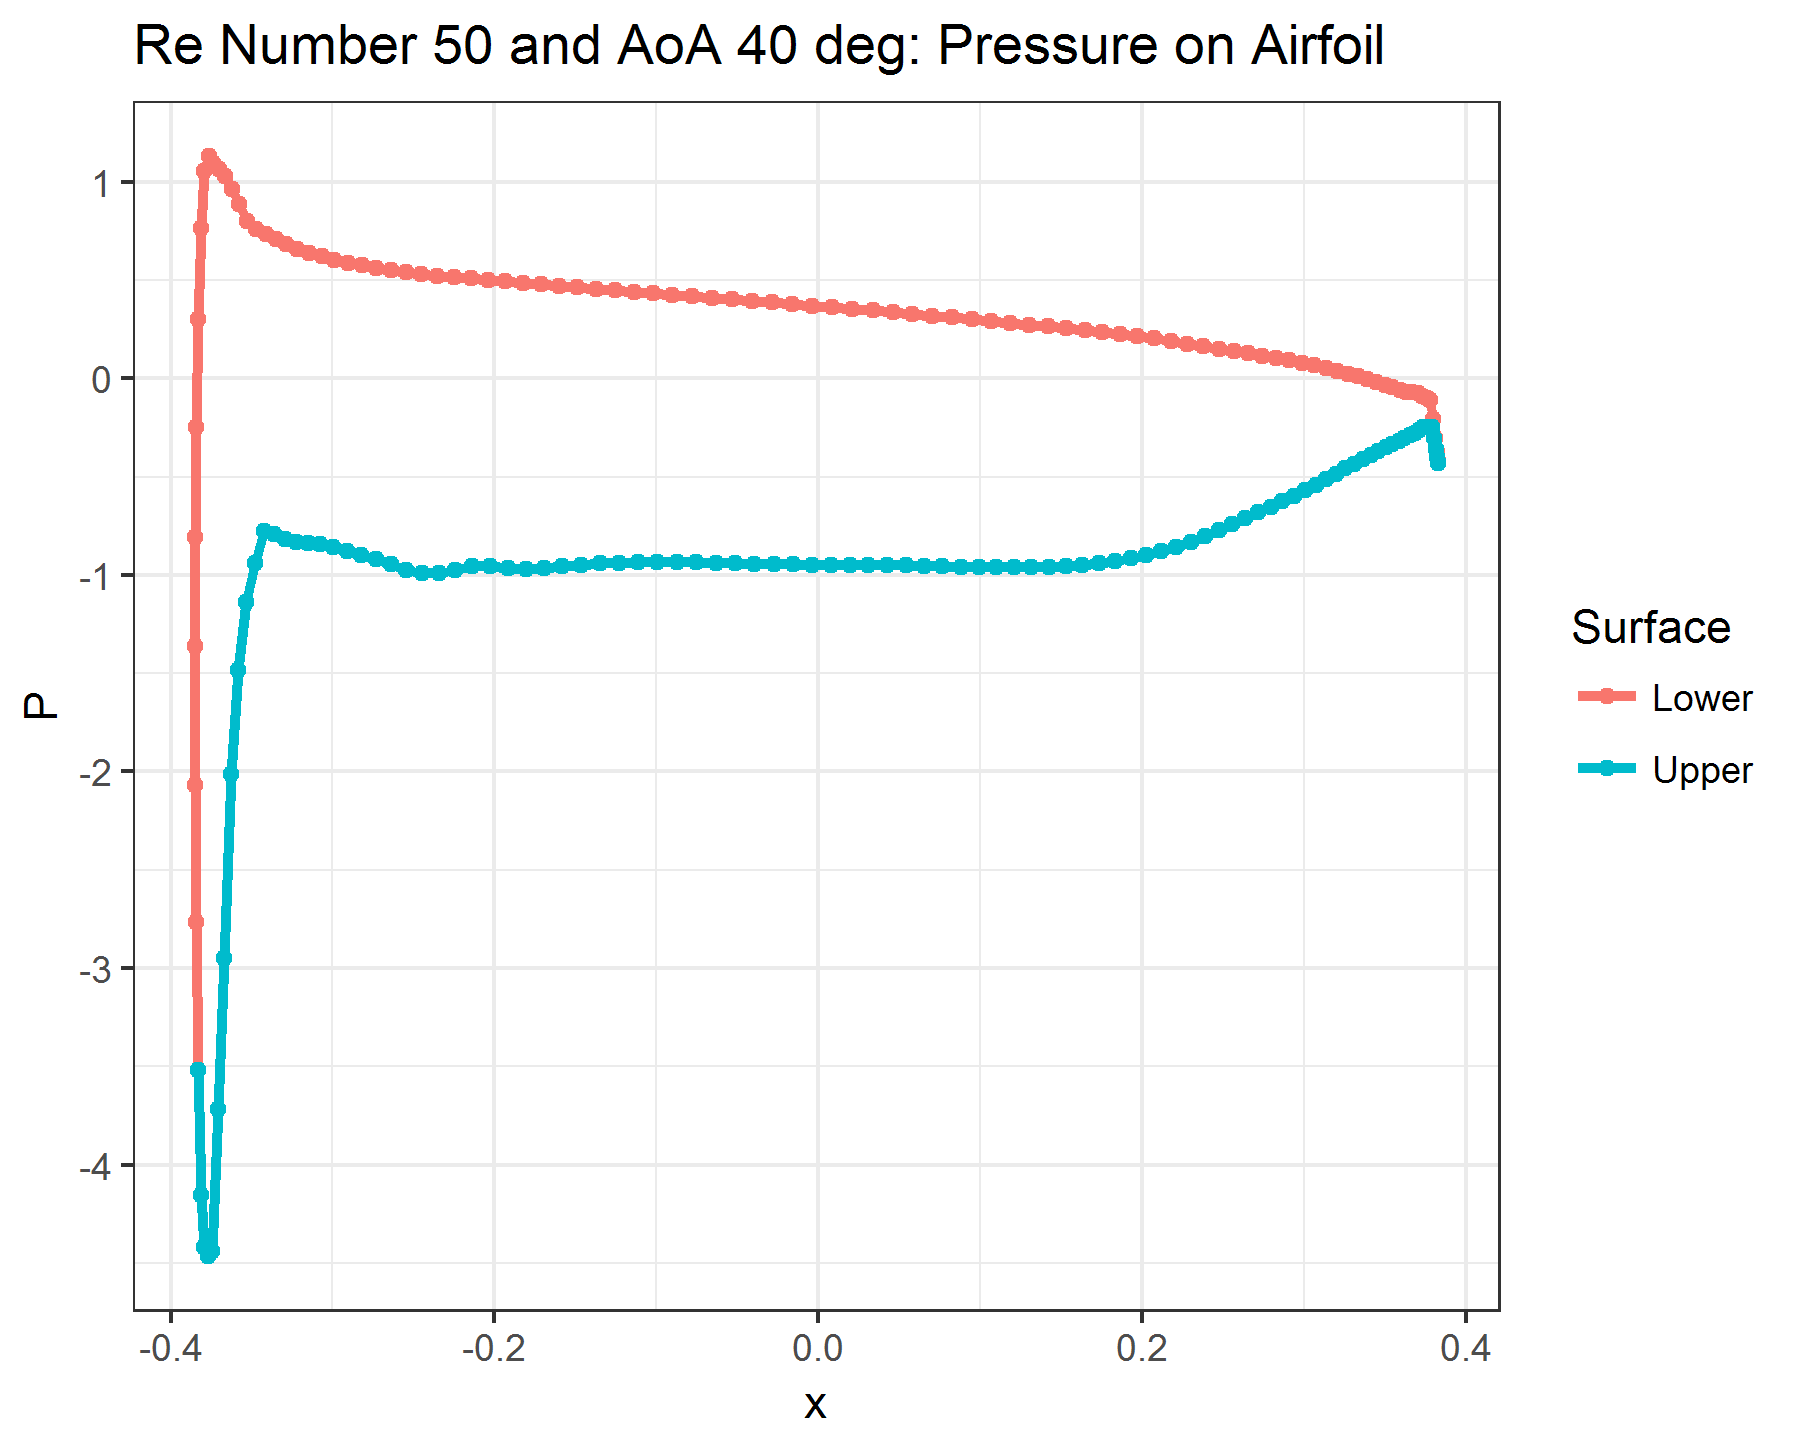 Re Number 50 and AoA 40 deg: Pressure on Airfoil
P
1
0
-1
-2
-3
-4
-0.4 -0.2 0.0 0.2 0.4
x
Surface
Lower
Upper